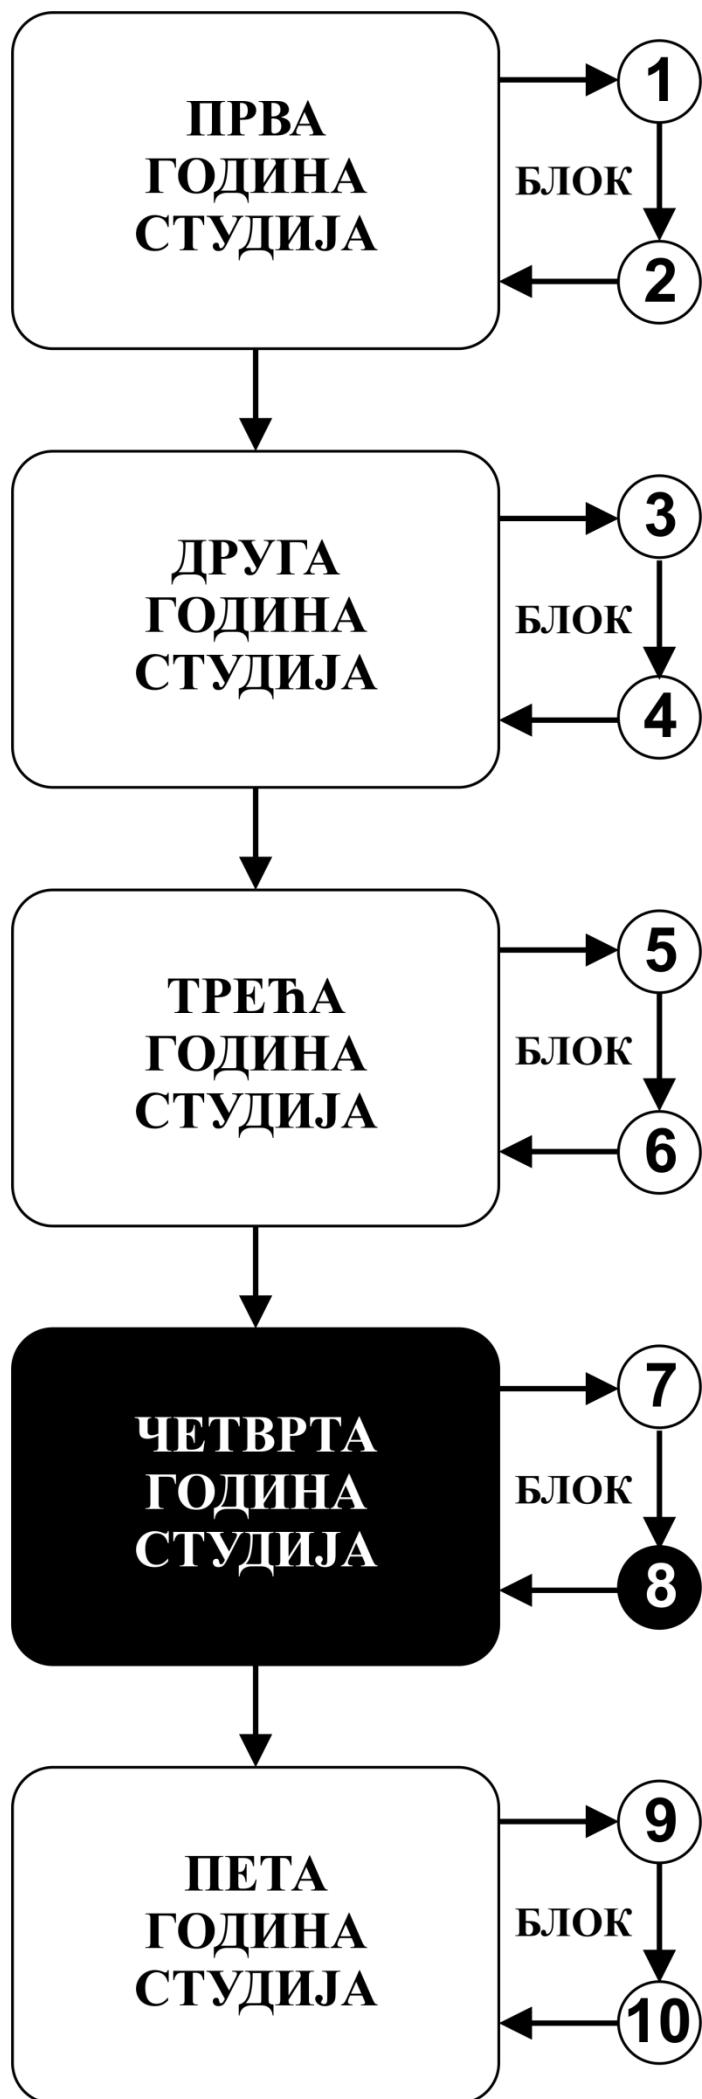 ПРВА
ГОДИНА
СТУДИЈА
1
БЛОК
2
ДРУГА
ГОДИНА
СТУДИЈА
3
БЛОК
4
ТРЕЋА
ГОДИНА
СТУДИЈА
5
БЛОК
6
ЧЕТВРТА
ГОДИНА
СТУДИЈА
7
БЛОК
8
ПЕТА
ГОДИНА
СТУДИЈА
9
БЛОК
10